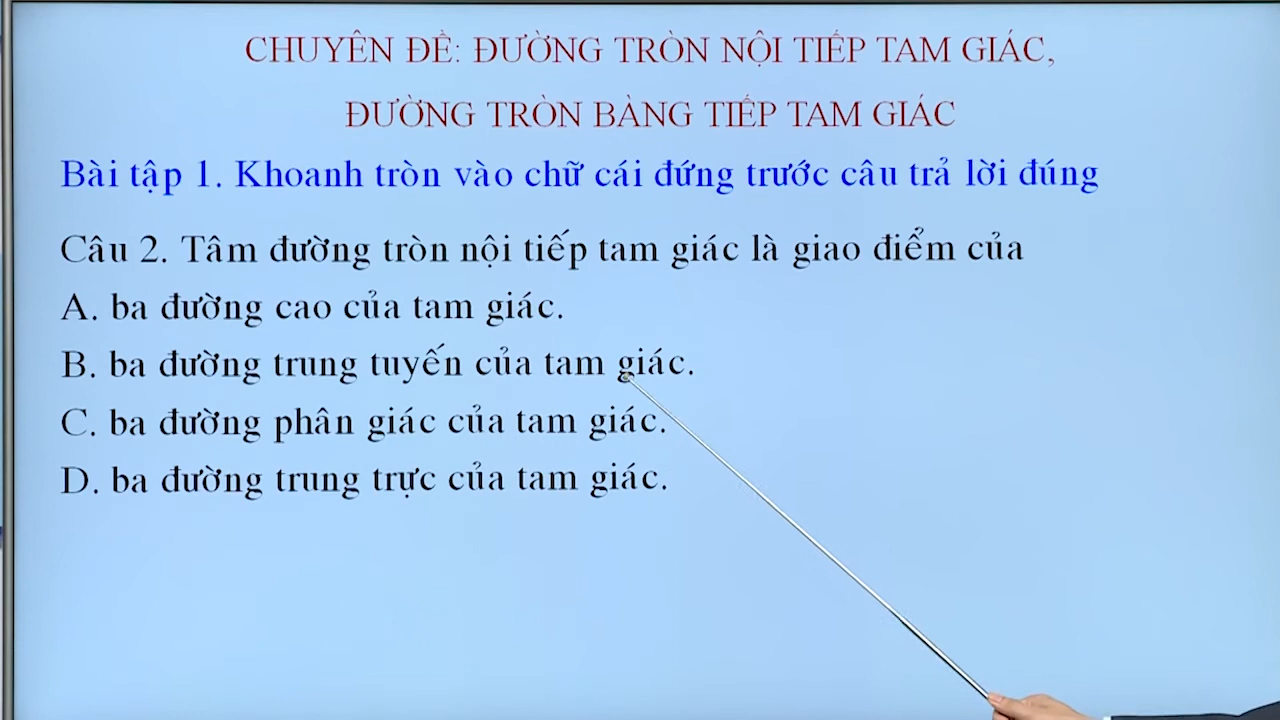 CHUYÊN ĐỀ: ĐƯỜNG TRÒN NỘI TIẾP TAM GIÁC,
ĐƯỜNG TRÒN BÀNG TIẾP TAM GIÁC
Bài tập 1. Khoanh tròn vào chữ cái đứng trước câu trả lời đúng
Câu 2. Tâm đường tròn nội tiếp tam giác là giao điểm của
A. ba đường cao của tam giác.
B. ba đường trung tuyến của tam giác.
C. ba đường phân giác của tam giác.
D. ba đường trung trực của tam giác.